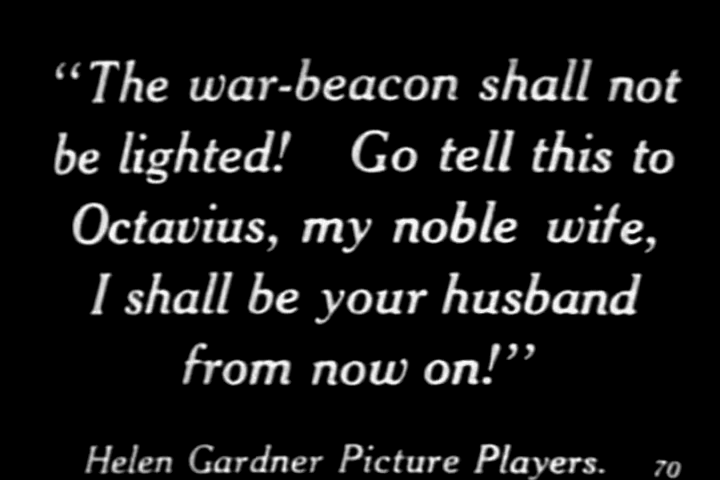 “The war-beacon shall not
be lighted! Go tell this to
Octavius, my noble wife,
I shall be your husband
from now on!”
Helen Gardner Picture Players. 70